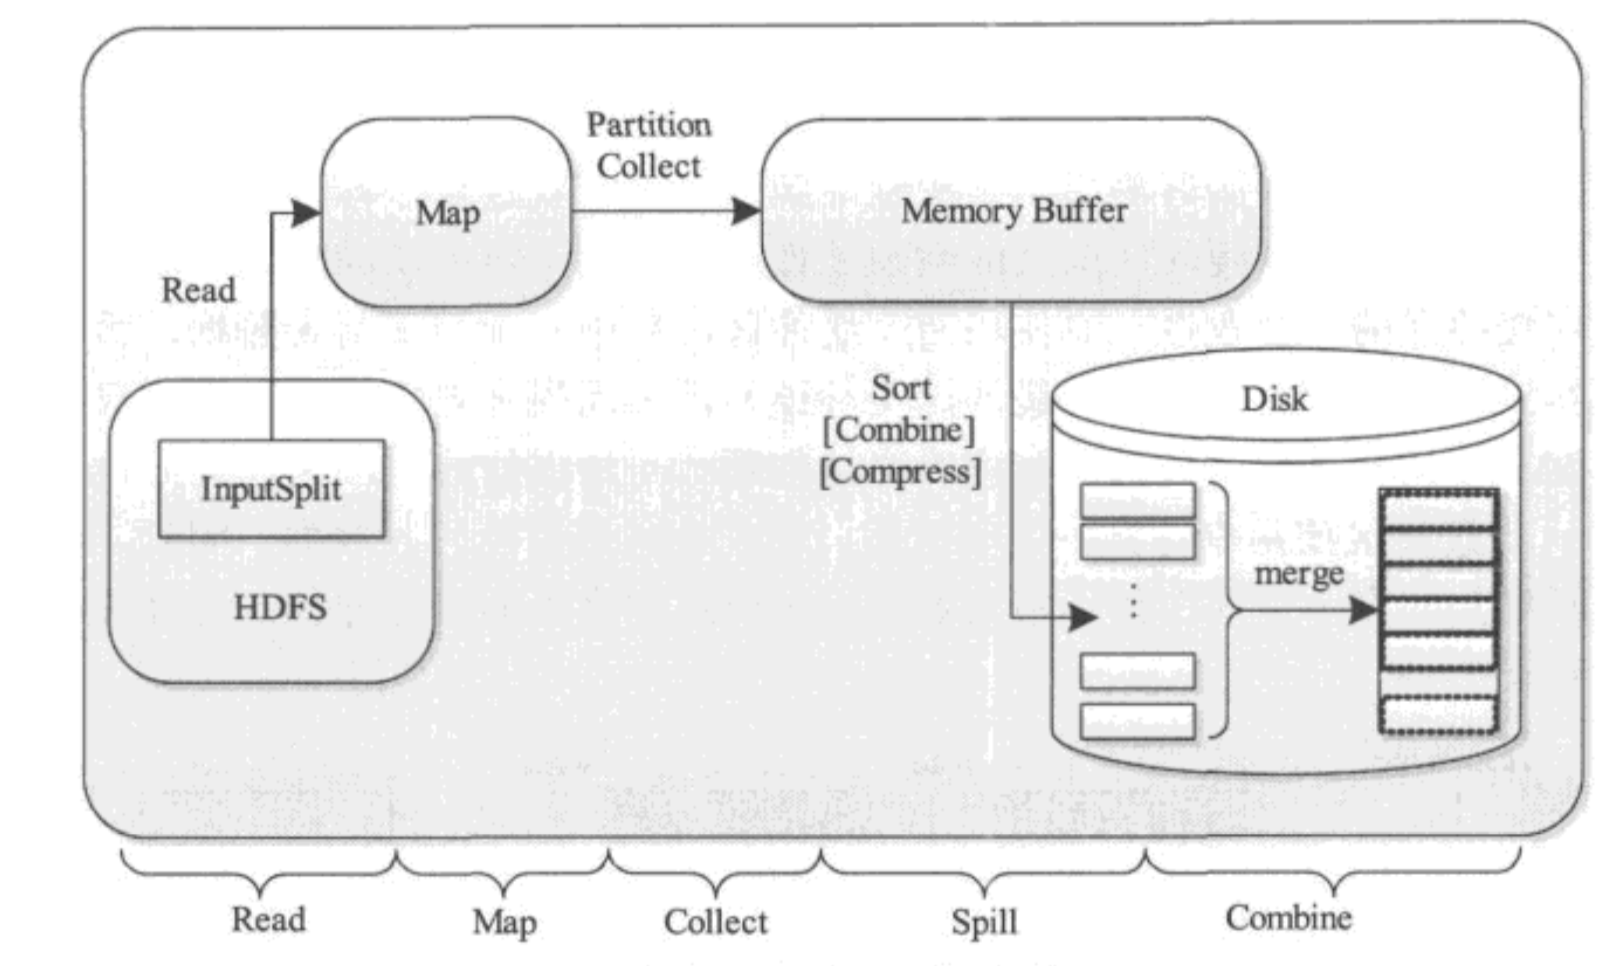 Partition
Collect
Map
Memory Buffer
Read
Sort
[Combine]
[Compress]
Disk
InputSplit
HDFS
merge
Read
Map
Collect
Spill
Combine